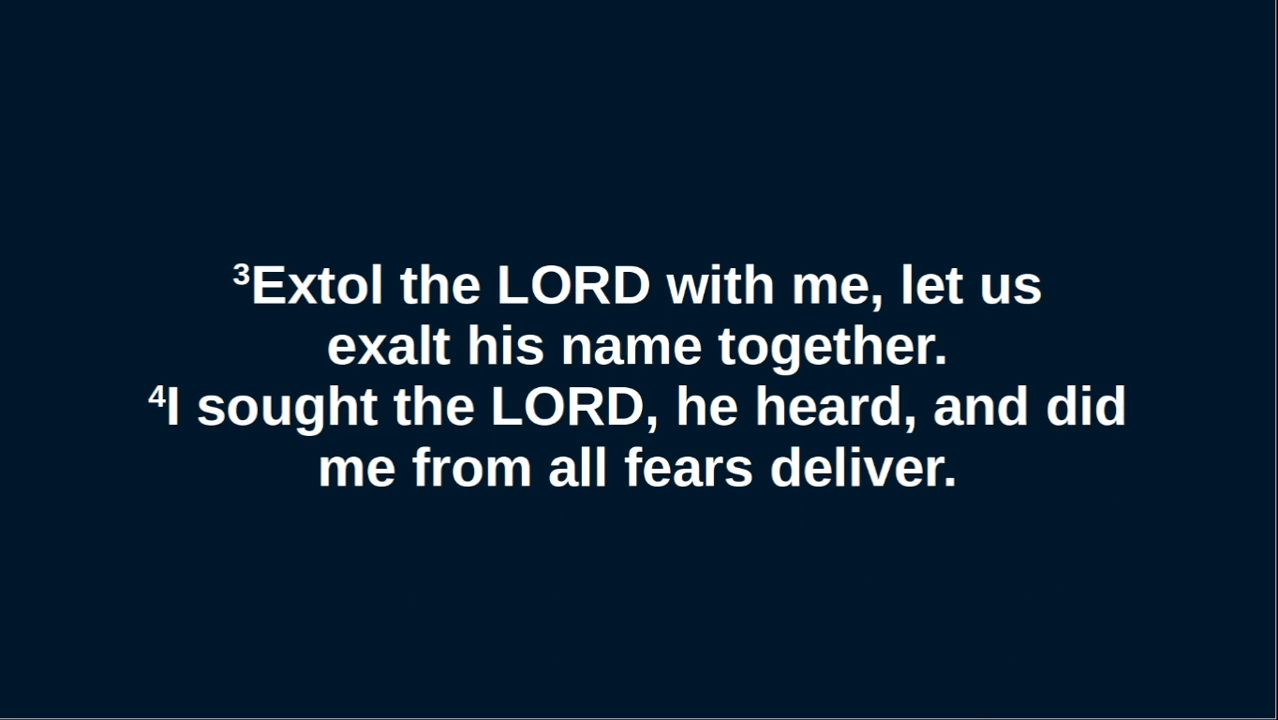 ³Extol the LORD with me, let us
exalt his name together.
⁴I sought the LORD, he heard, and did
me from all fears deliver.